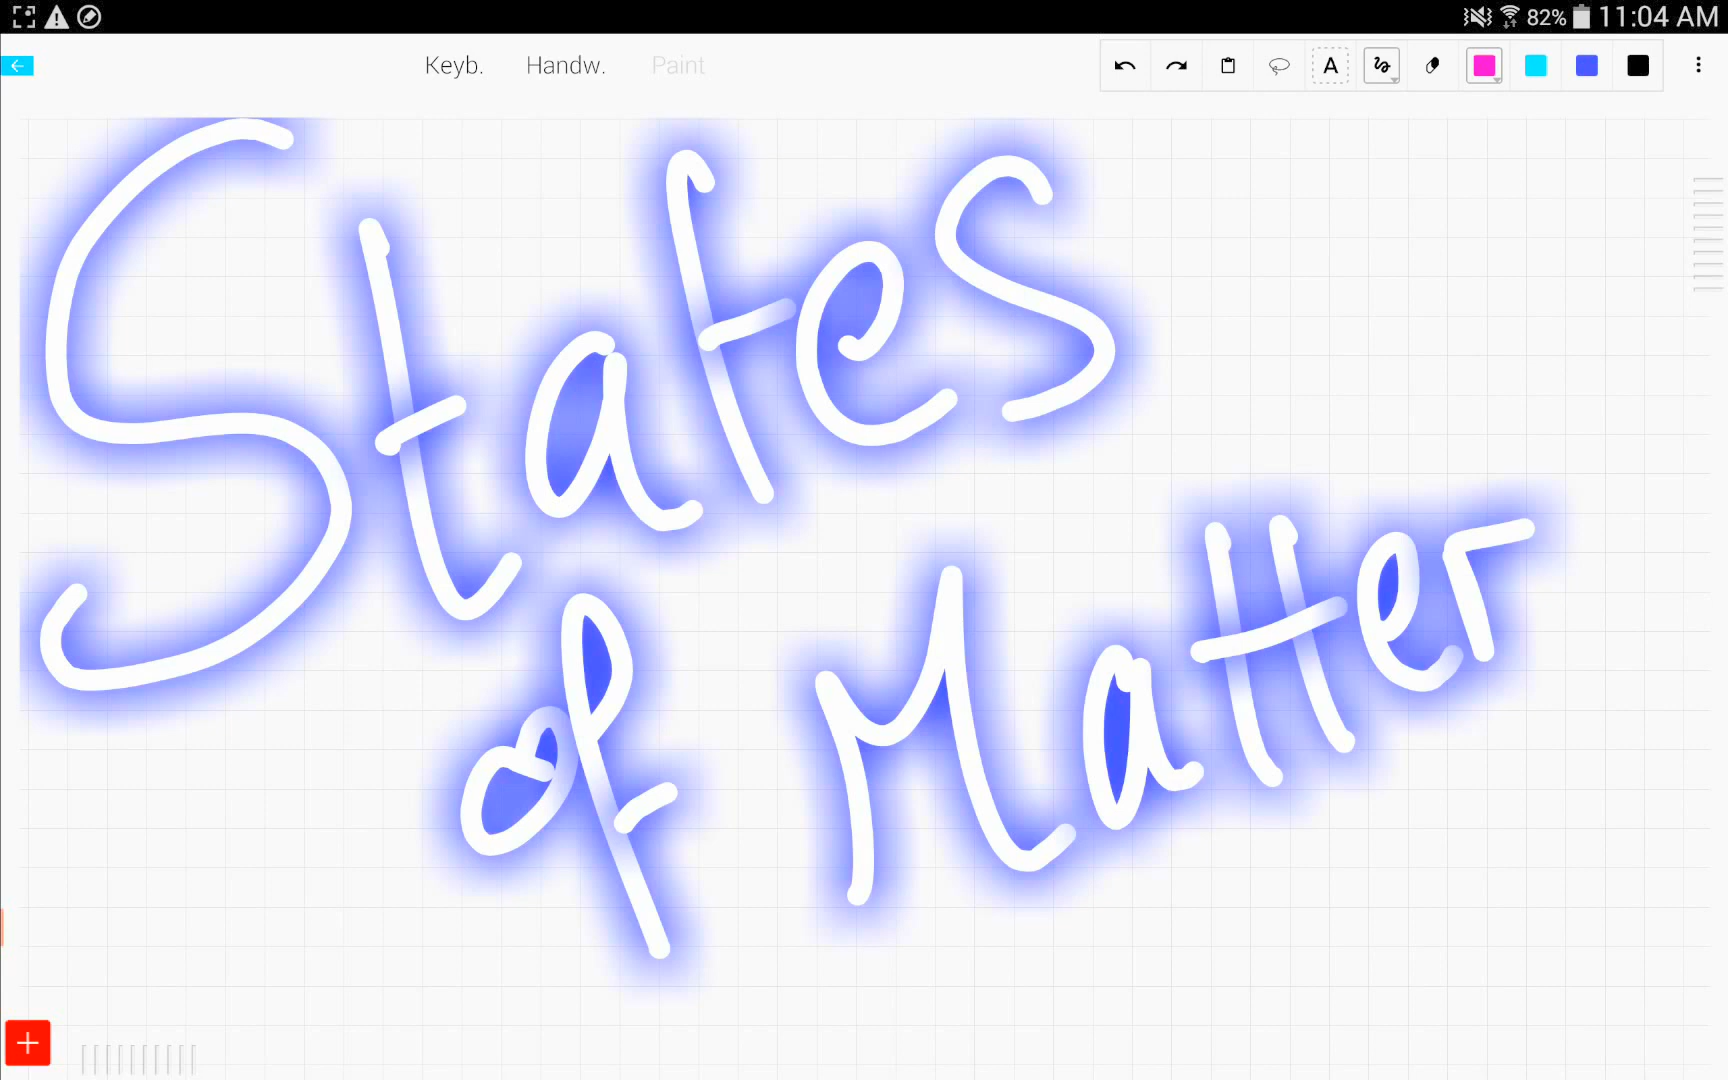 82% 11:04 AM
Keyb. Handw. Paint
A
States
of Matter